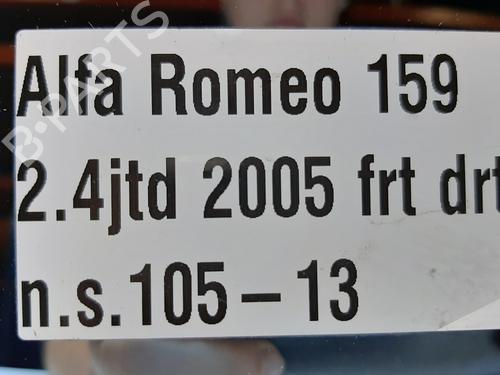 Alfa Romeo 159
2.4jtd 2005 frt drt
n.s.105 – 13
B-PARTS